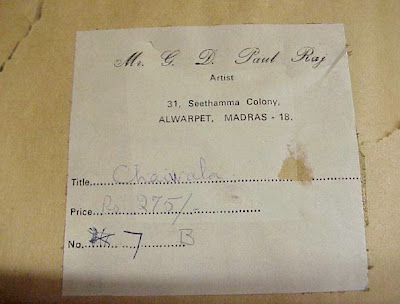 Mr. G. D. Paul Raj
Artist
31, Seethamma Colony,
ALWARPET, MADRAS - 18.
Title Chaiwala
Price Rs. 275/-
No. 7 B